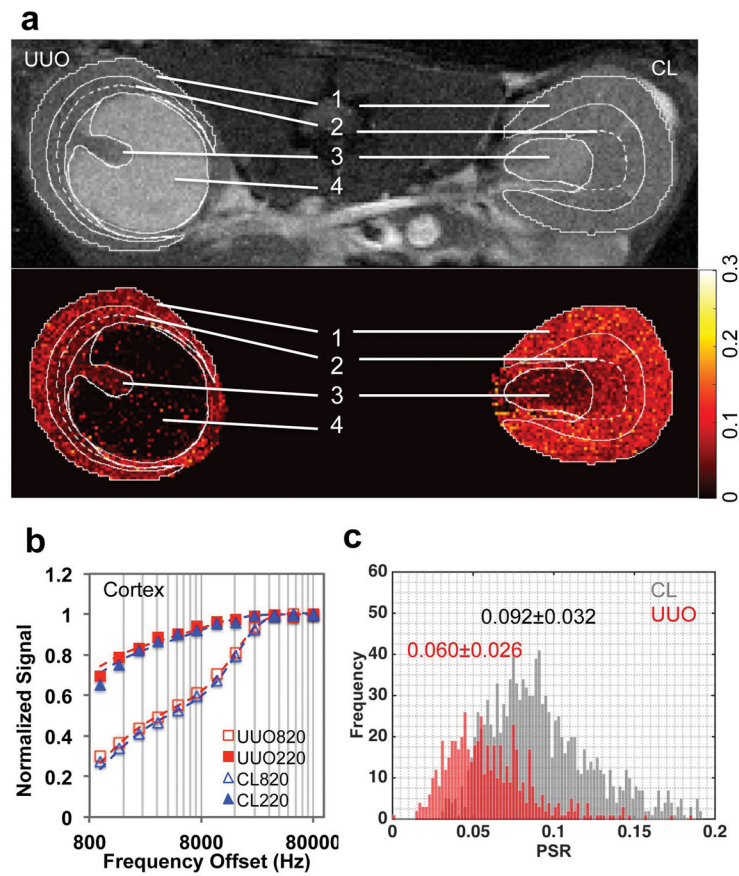 a
UUO
CL
1
2
3
4
1
2
3
4
0.3
0.2
0.1
0
b
Cortex
Normalized Signal
1.2
1
0.8
0.6
0.4
0.2
0
800
8000
80000
Frequency Offset (Hz)
UUO820
UUO220
CL820
CL220
c
CL
UUO
0.092±0.032
0.060±0.026
Frequency
60
50
40
30
20
10
0
0
0.05
0.1
0.15
0.2
PSR